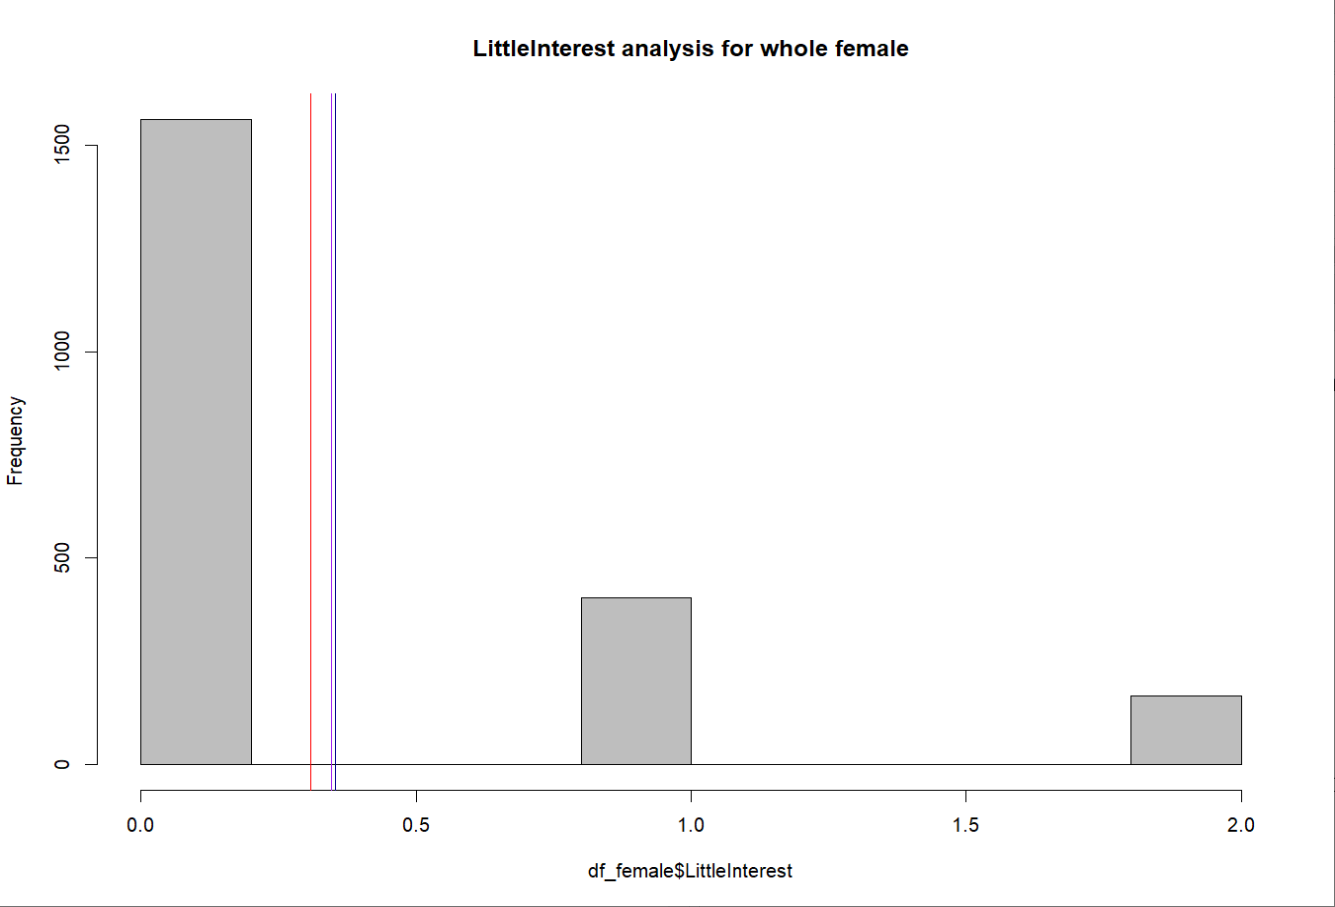 LittleInterest analysis for whole female
Frequency
1500
1000
500
0
0.0 0.5 1.0 1.5 2.0
df_female$LittleInterest